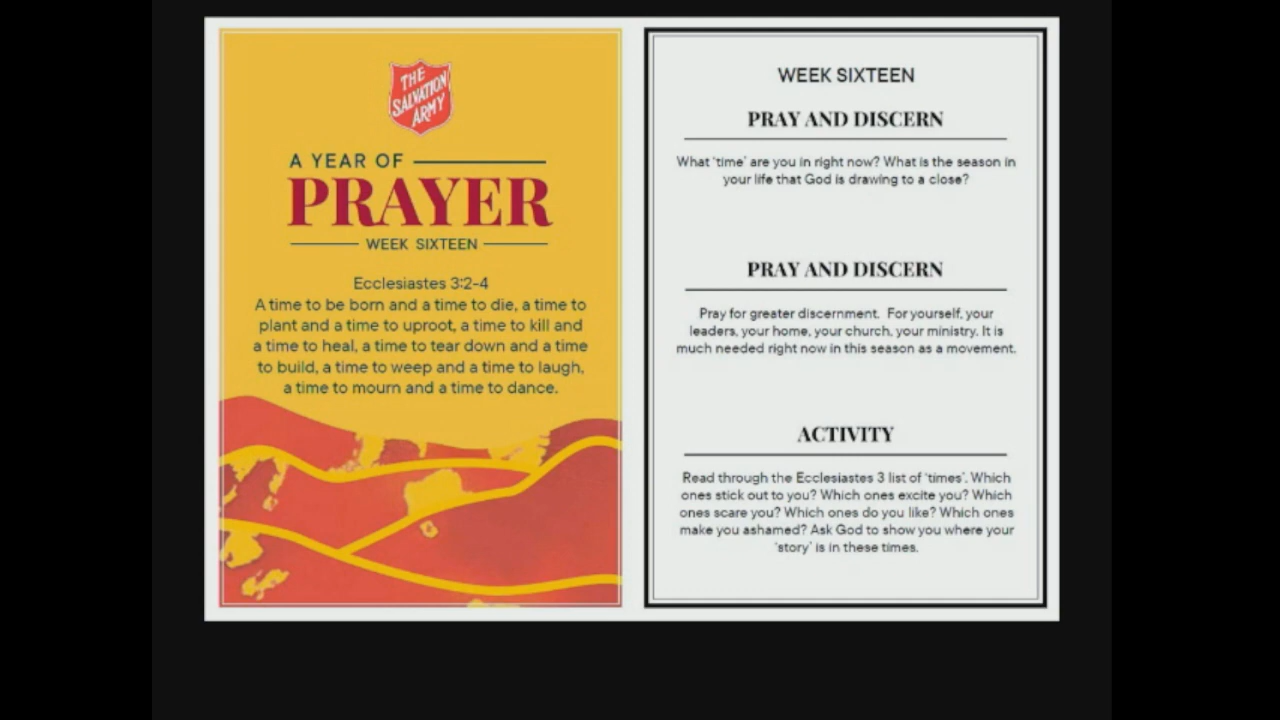 THE
SALVATION
ARMY
A YEAR OF
PRAYER
WEEK SIXTEEN
Ecclesiastes 3:2-4
A time to be born and a time to die, a time to
plant and a time to uproot, a time to kill and
a time to heal, a time to tear down and a time
to build, a time to weep and a time to laugh,
a time to mourn and a time to dance.
WEEK SIXTEEN
PRAY AND DISCERN
What 'time' are you in right now? What is the season in
your life that God is drawing to a close?
PRAY AND DISCERN
Pray for greater discernment.  For yourself, your
leaders, your home, your church, your ministry. It is
much needed right now in this season as a movement.
ACTIVITY
Read through the Ecclesiastes 3 list of 'times'. Which
ones stick out to you? Which ones excite you? Which
ones scare you? Which ones do you like? Which ones
make you ashamed? Ask God to show you where your
'story' is in these times.